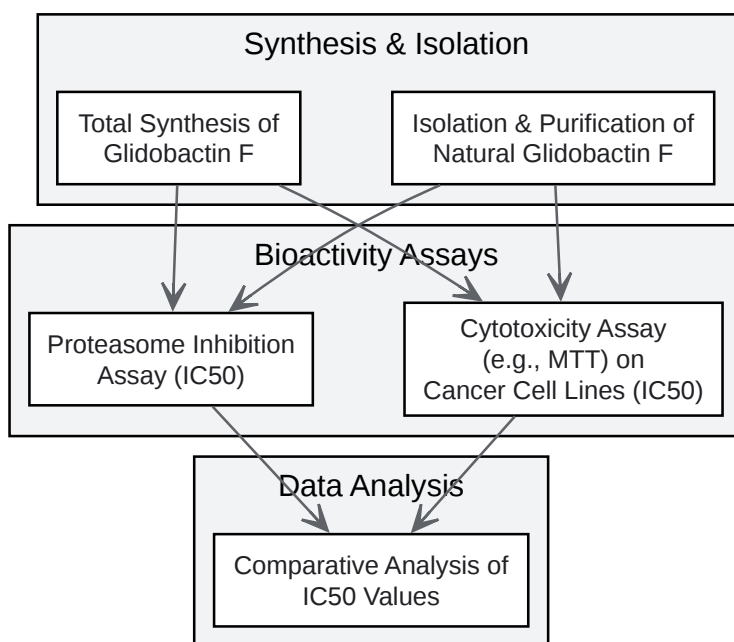 Synthesis & Isolation
Total Synthesis of
Glidobactin F
Isolation & Purification of
Natural Glidobactin F
Bioactivity Assays
Proteasome Inhibition
Assay (IC50)
Cytotoxicity Assay
(e.g., MTT) on
Cancer Cell Lines (IC50)
Data Analysis
Comparative Analysis of
IC50 Values